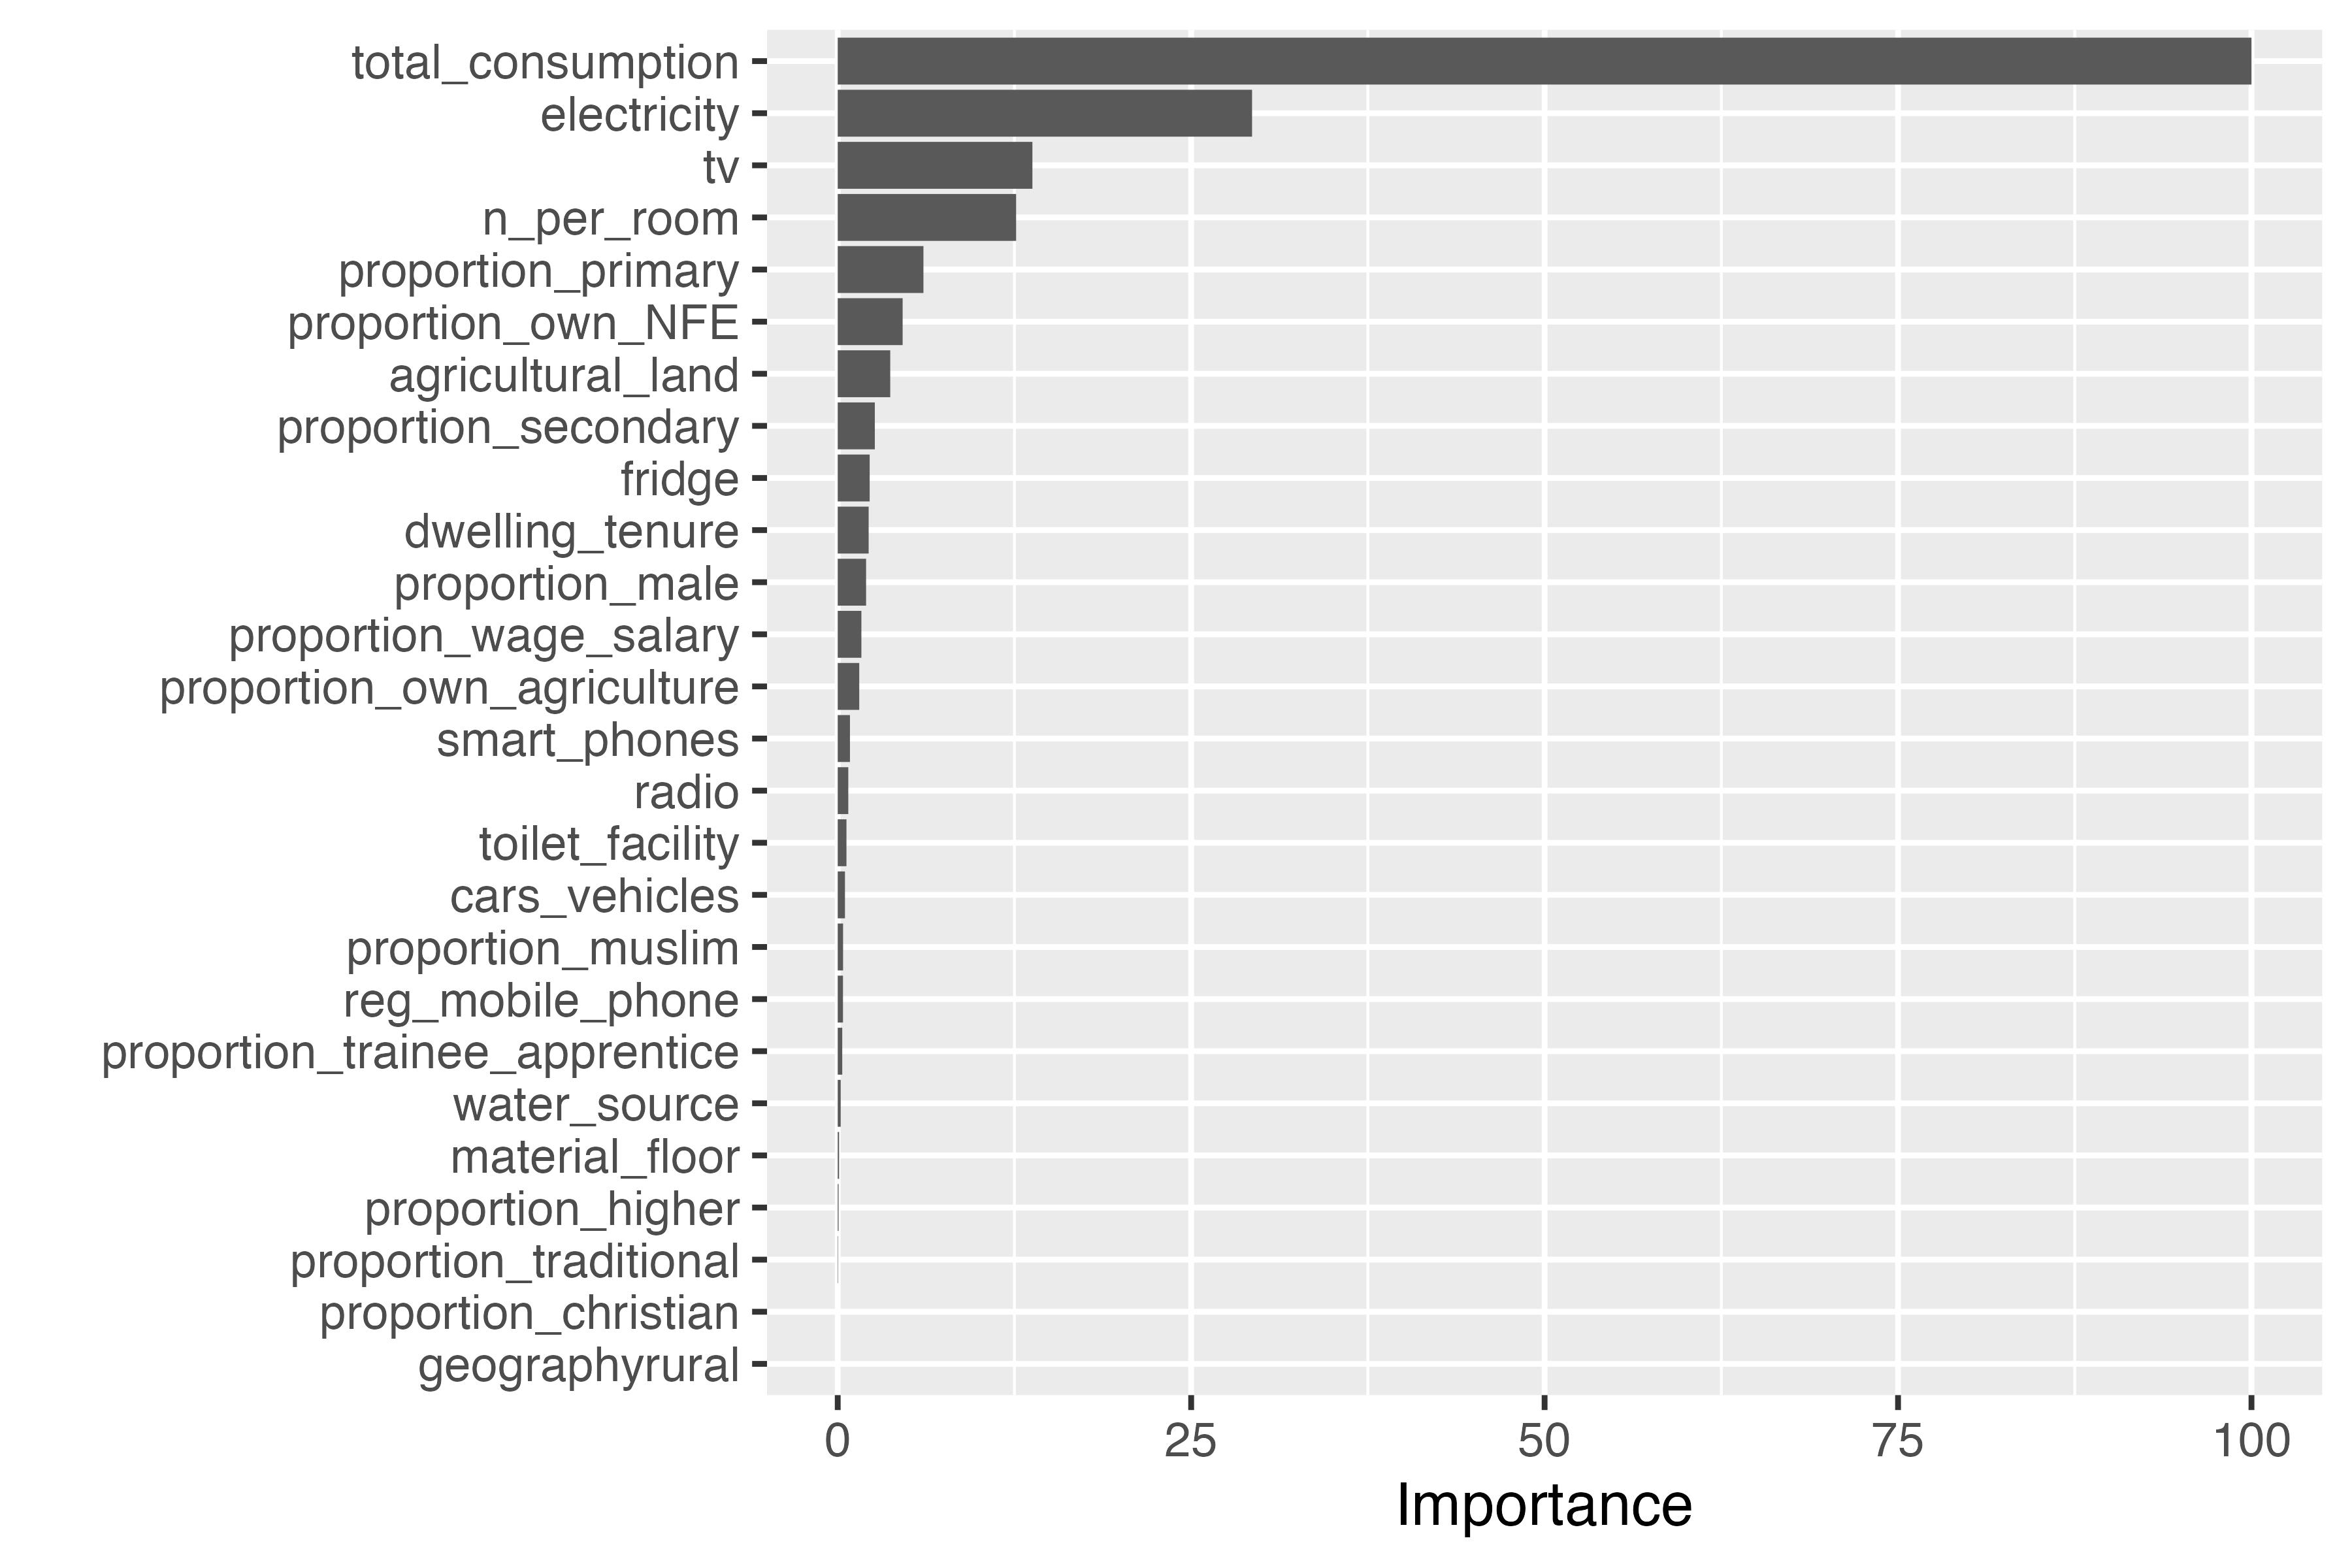 total_consumption
electricity
tv
n_per_room
proportion_primary
proportion_own_NFE
agricultural_land
proportion_secondary
fridge
dwelling_tenure
proportion_male
proportion_wage_salary
proportion_own_agriculture
smart_phones
radio
toilet_facility
cars_vehicles
proportion_muslim
reg_mobile_phone
proportion_trainee_apprentice
water_source
material_floor
proportion_higher
proportion_traditional
proportion_christian
geographyrural
0 25 50 75 100
Importance